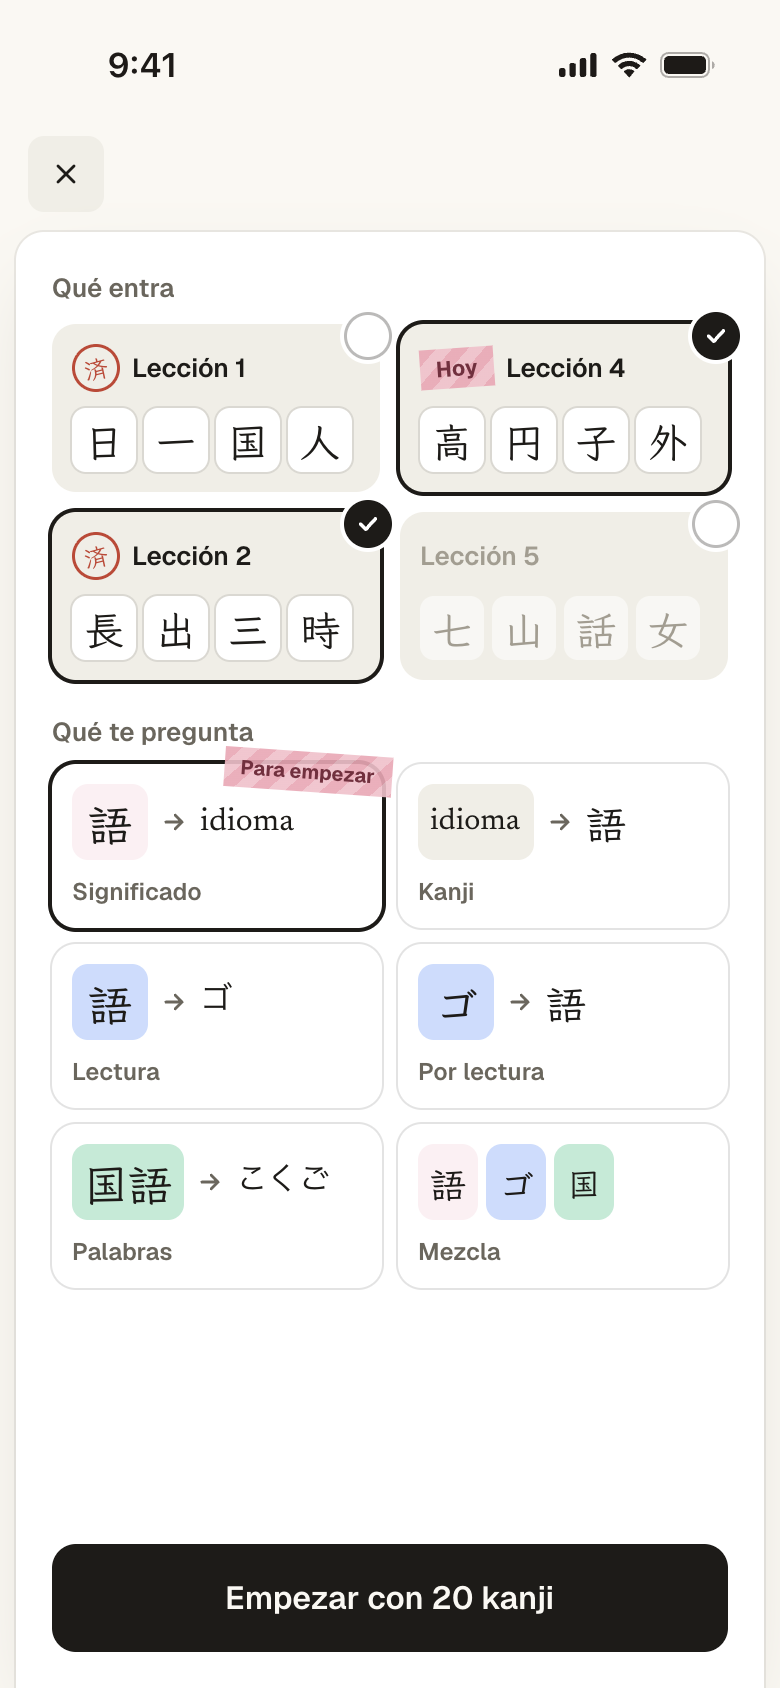 9:41
Qué entra
済 Lección 1
日 一 国 人
Hoy Lección 4
高 円 子 外
済 Lección 2
長 出 三 時
Lección 5
七 山 話 女
Qué te pregunta
Para empezar
語 → idioma
Significado
idioma → 語
Kanji
語 → ゴ
Lectura
ゴ → 語
Por lectura
国語 → こくご
Palabras
語 ゴ 国
Mezcla
Empezar con 20 kanji